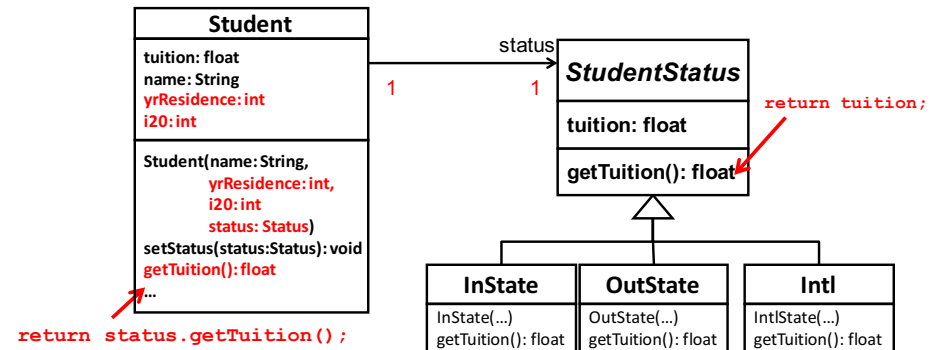 Student
tuition: float
name: String
yrResidence: int
i20: int
Student(name: String,
yrResidence: int,
i20: int
status: Status)
setStatus(status:Status): void
getTuition(): float
…
return status.getTuition();
status
1
1
StudentStatus
tuition: float
getTuition(): float
return tuition;
InState
InState(...)
getTuition(): float
OutState
OutState(...)
getTuition(): float
Intl
IntlState(...)
getTuition(): float